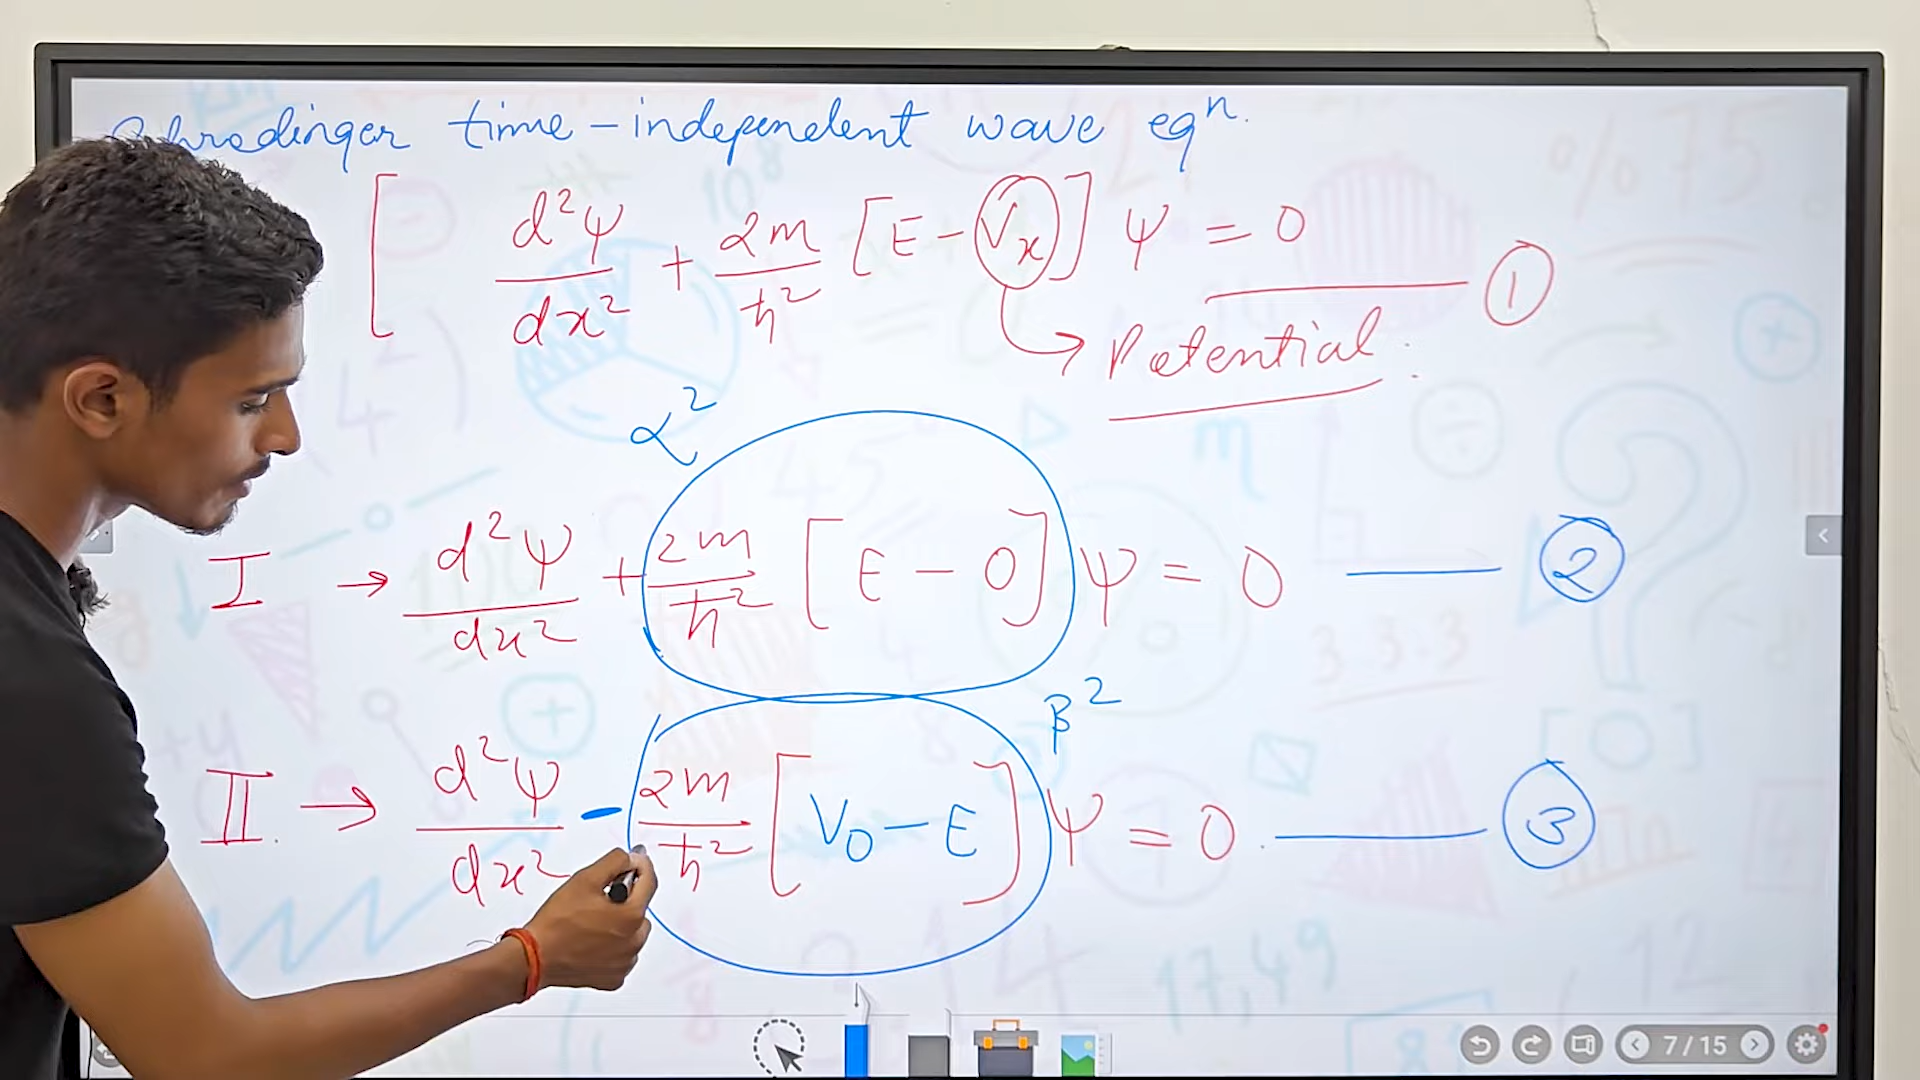 Schrodinger time-independent wave eqⁿ.
[ d²ψ/dx² + 2m/ħ² [E - Vₓ] ψ = 0 ①
→ Potential.
α²
I → d²ψ/dx² + 2m/ħ² [E - 0] ψ = 0 ②
β²
II. → d²ψ/dx² - 2m/ħ² [V₀ - E] ψ = 0. ③
7/15